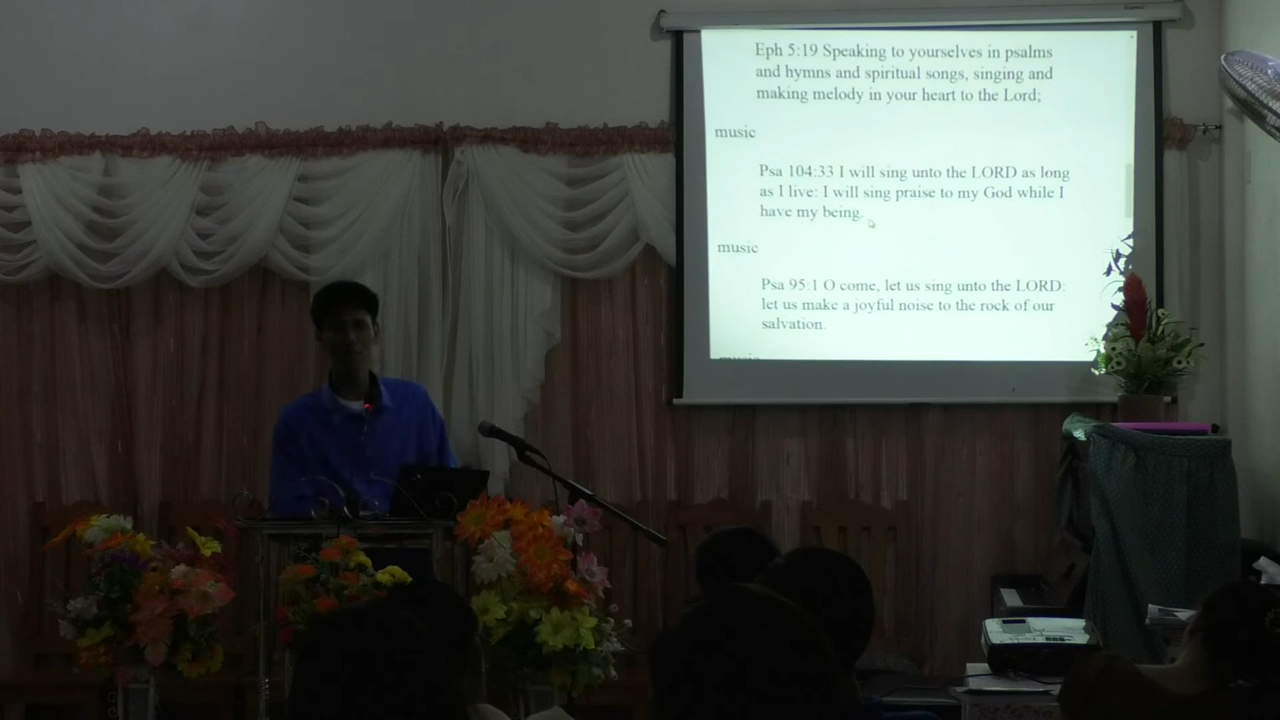 Eph 5:19 Speaking to yourselves in psalms
and hymns and spiritual songs, singing and
making melody in your heart to the Lord;
music
Psa 104:33 I will sing unto the LORD as long
as I live: I will sing praise to my God while I
have my being.
music
Psa 95:1 O come, let us sing unto the LORD:
let us make a joyful noise to the rock of our
salvation.